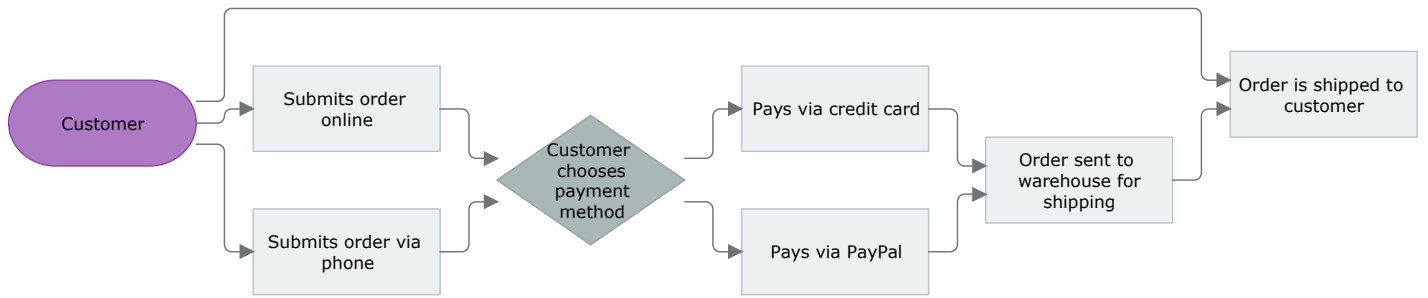 Customer
Submits order
online
Submits order via
phone
Customer
chooses
payment
method
Pays via credit card
Pays via PayPal
Order sent to
warehouse for
shipping
Order is shipped to
customer